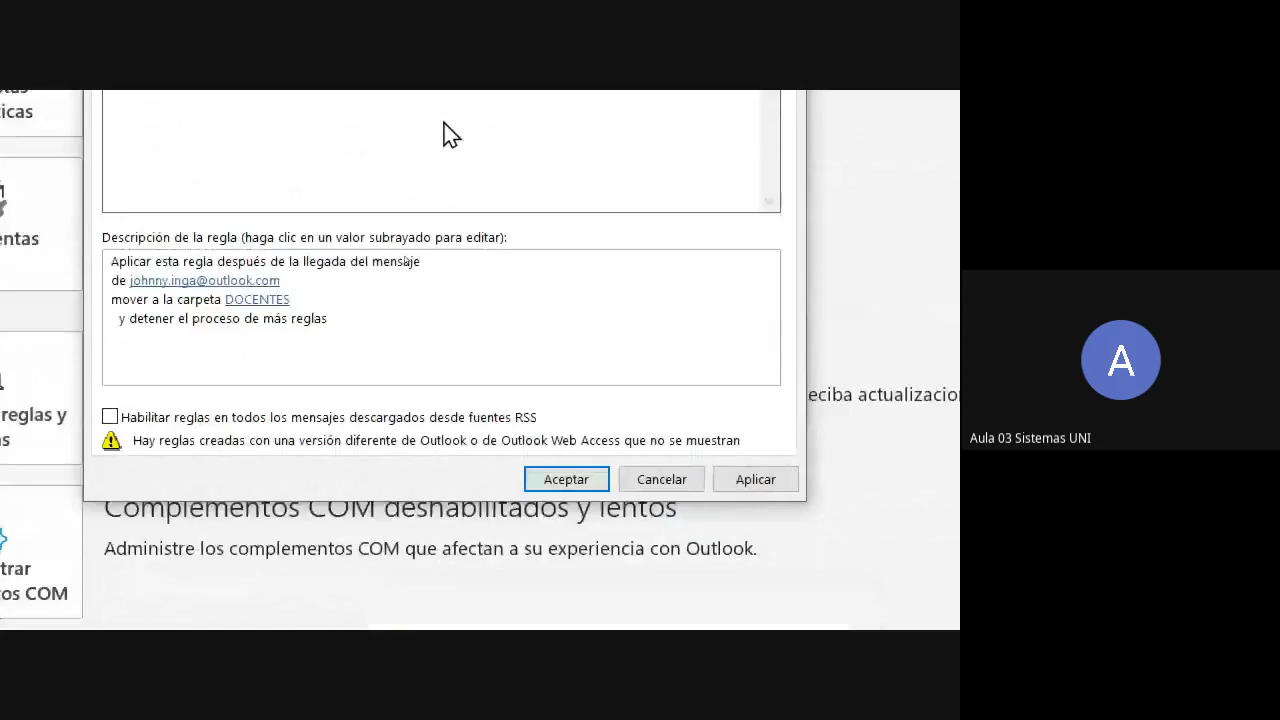 icas
entas
reglas y
as
trar
os COM
Descripción de la regla (haga clic en un valor subrayado para editar):
Aplicar esta regla después de la llegada del mensaje
de johnny.inga@outlook.com
mover a la carpeta DOCENTES
y detener el proceso de más reglas
eciba actualizacion
Habilitar reglas en todos los mensajes descargados desde fuentes RSS
Hay reglas creadas con una versión diferente de Outlook o de Outlook Web Access que no se muestran
Aceptar Cancelar Aplicar
Complementos COM deshabilitados y lentos
Administre los complementos COM que afectan a su experiencia con Outlook.
A
Aula 03 Sistemas UNI